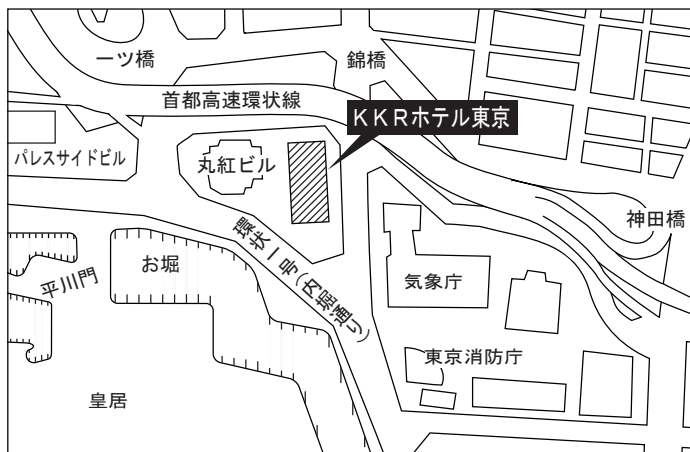 一ツ橋
錦橋
首都高速環状線
KKRホテル東京
パレスサイドビル
丸紅ビル
神田橋
環状一号(内堀通り)
お堀
平川門
気象庁
東京消防庁
皇居